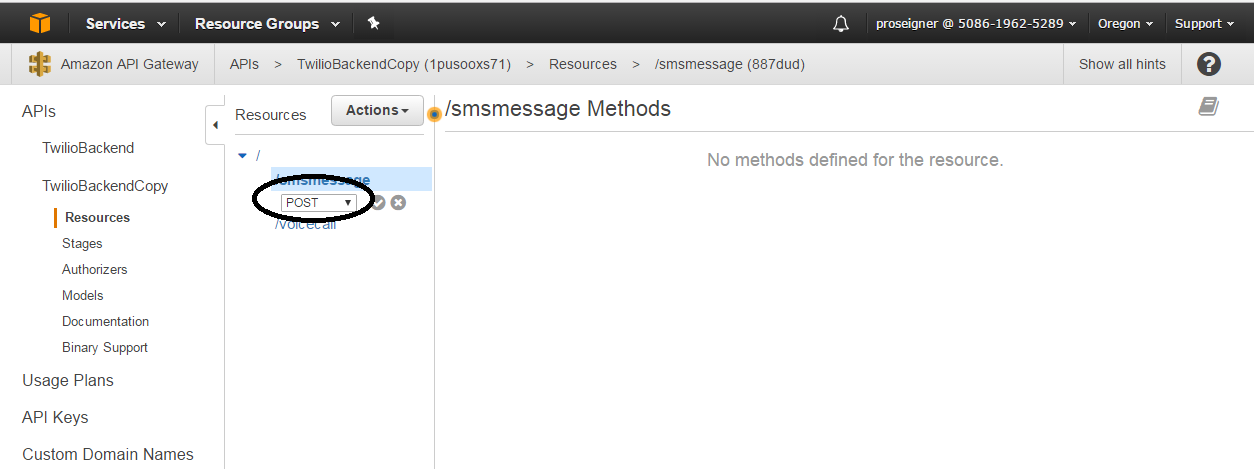 Services Resource Groups proseigner @ 5086-1962-5289 Oregon Support
Amazon API Gateway APIs > TwilioBackendCopy (1pusooxs71) > Resources > /smsmessage (887dud) Show all hints ?
APIs
TwilioBackend
TwilioBackendCopy
Resources
Stages
Authorizers
Models
Documentation
Binary Support
Usage Plans
API Keys
Custom Domain Names
Resources Actions
/
/smsmessage
POST
/voicecall
/smsmessage Methods
No methods defined for the resource.